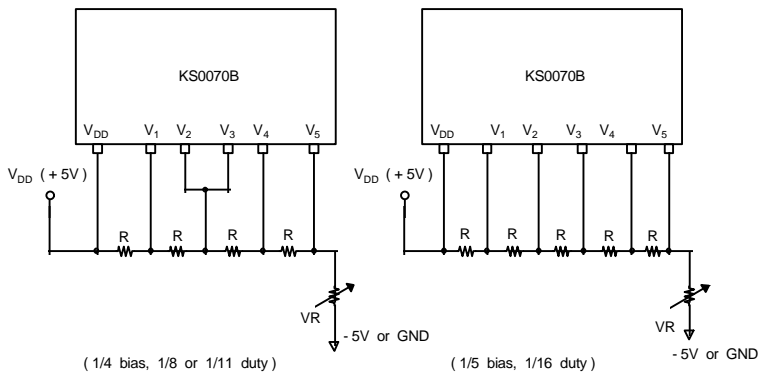 KS0070B
VDD V1 V2 V3 V4 V5
VDD ( + 5V )
R R R R
VR
- 5V or GND
( 1/4 bias, 1/8 or 1/11 duty )
KS0070B
VDD V1 V2 V3 V4 V5
VDD ( + 5V )
R R R R R
VR
- 5V or GND
( 1/5 bias, 1/16 duty )